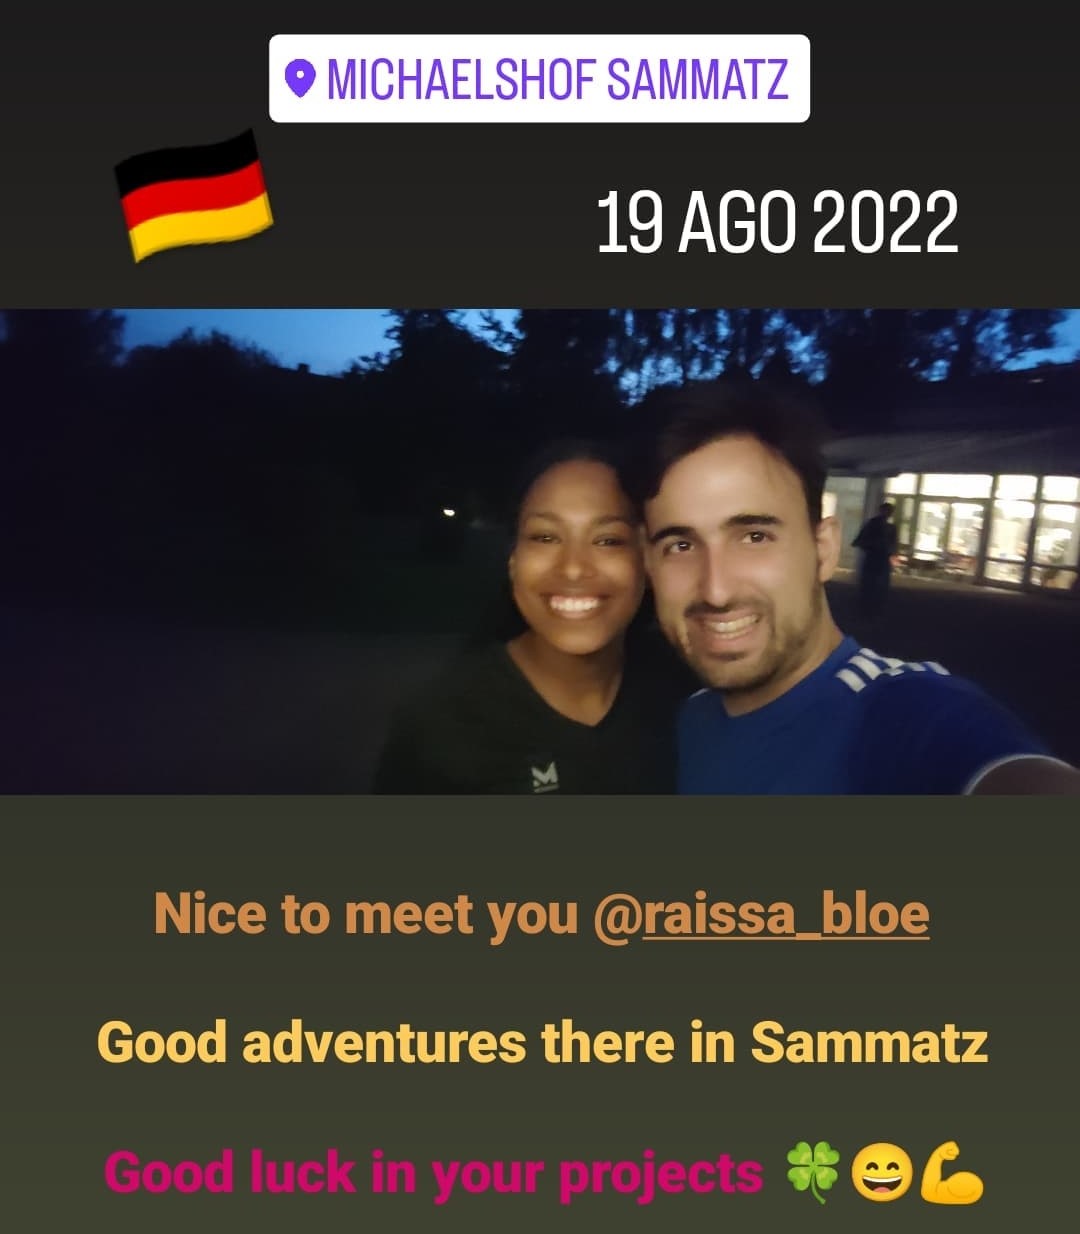 MICHAELSHOF SAMMATZ
19 AGO 2022
M
Nice to meet you @raissa_bloe
Good adventures there in Sammatz
Good luck in your projects 🍀😄💪